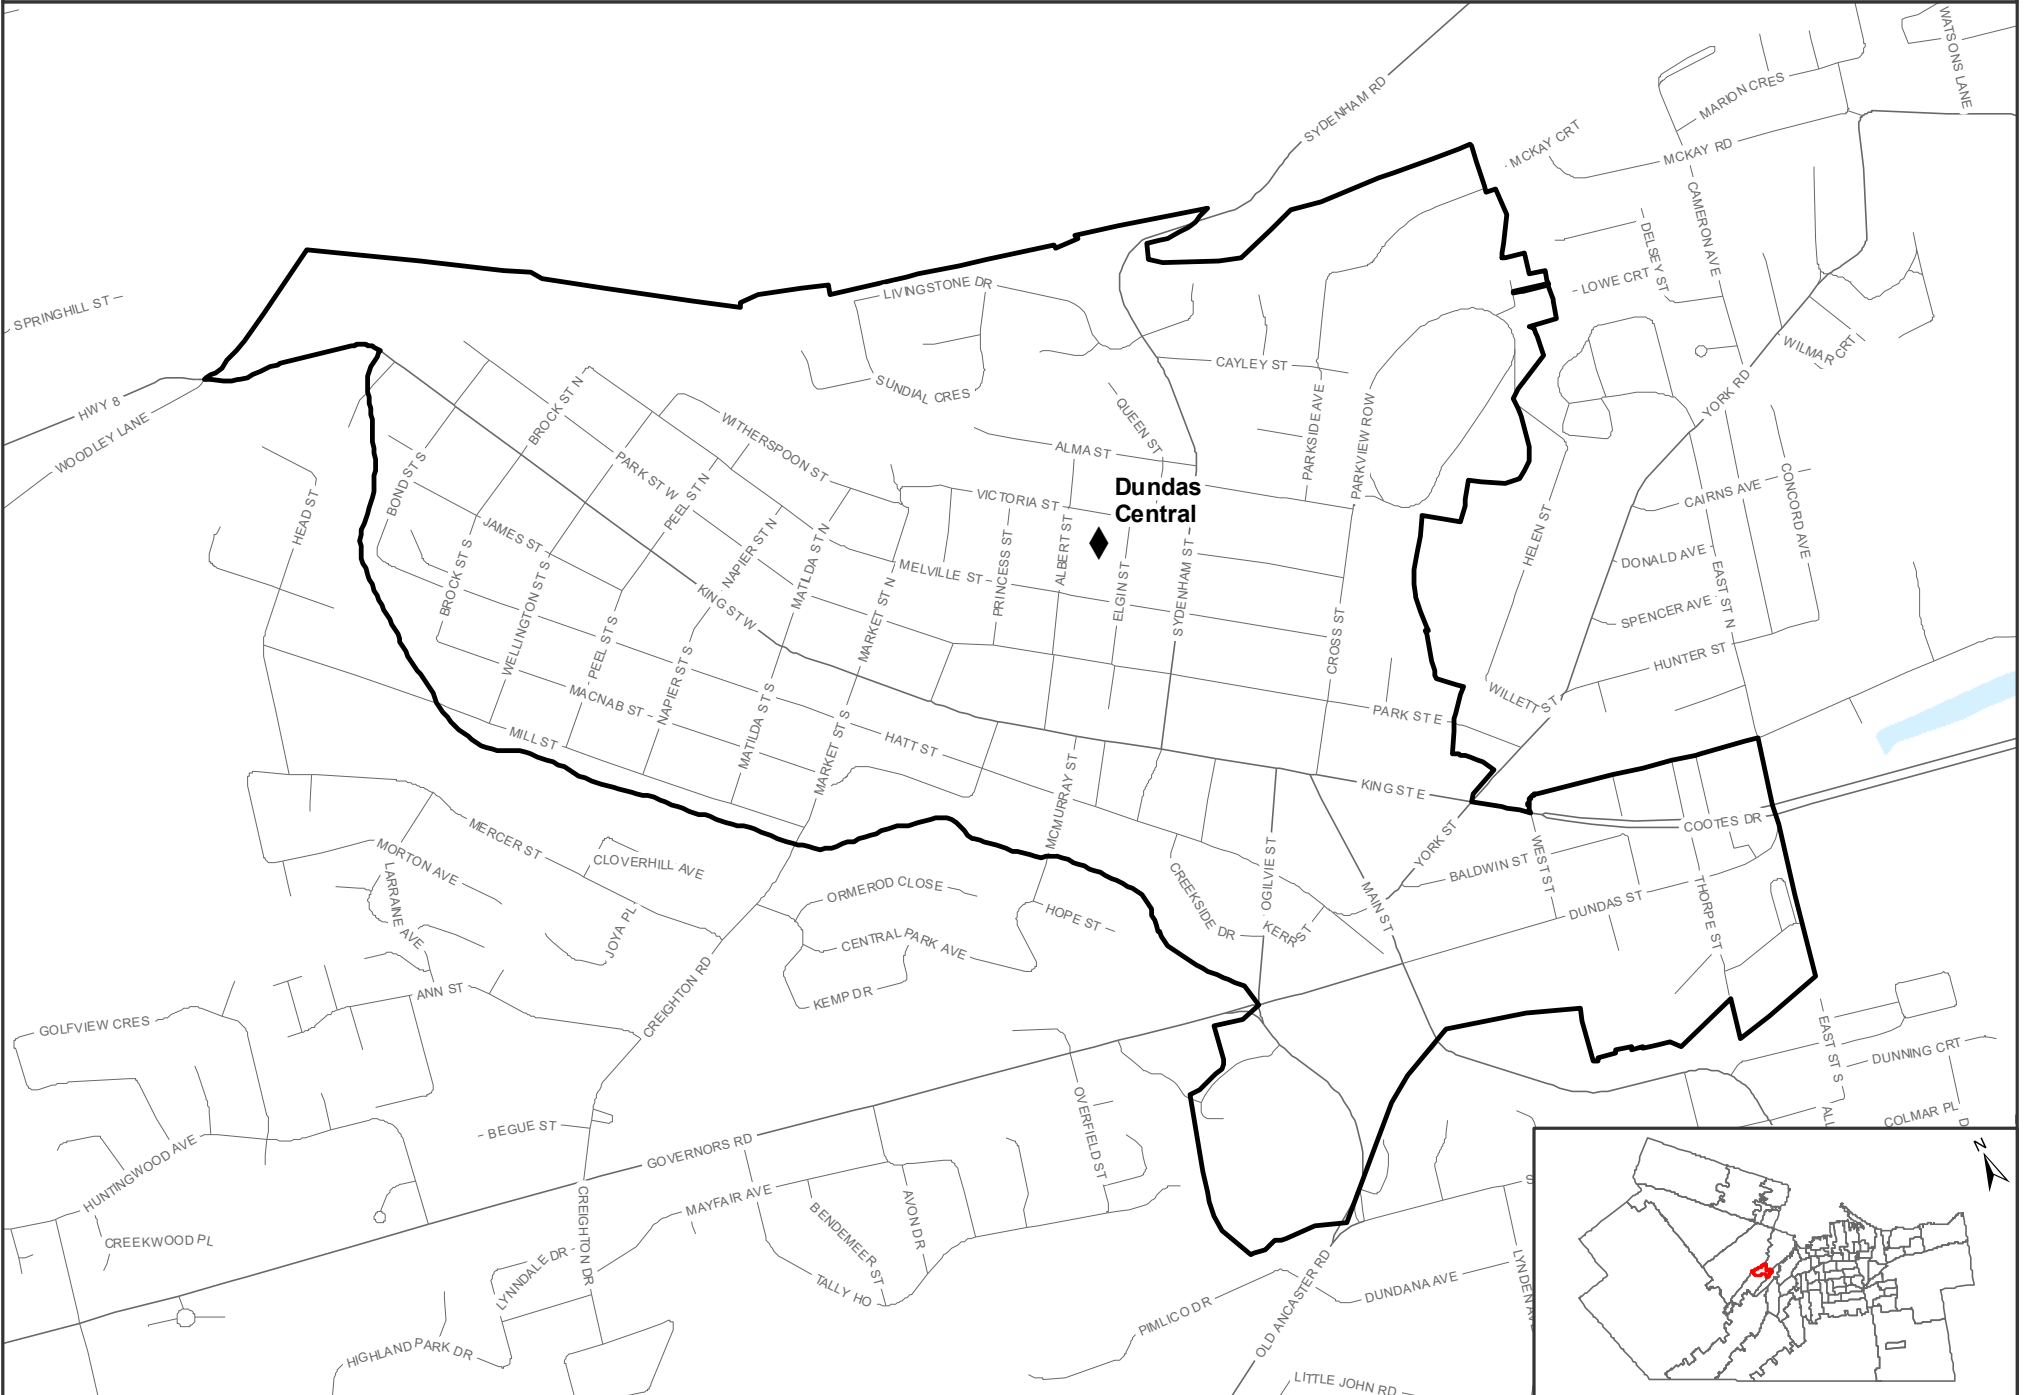 WATSONS LANE
MARION CRES
SYDENHAM RD
MCKAY CRT
MCKAY RD
CAMERON AVE
DELSEY ST
LOWE CRT
SPRINGHILL ST
LIVINGSTONE DR
WILMAR CRT
CAYLEY ST
YORK RD
SUNDIAL CRES
HWY 8
WOODLEY LANE
BROCK ST N
WITHERSPOON ST
QUEEN ST
PARKSIDE AVE
PARKVIEW ROW
ALMA ST
BOND ST S
PARK ST W
PEEL ST N
CONCORD AVE
CAIRNS AVE
Dundas
Central
VICTORIA ST
HEAD ST
JAMES ST
NAPIER ST N
MATILDA ST N
PRINCESS ST
ALBERT ST
HELEN ST
DONALD AVE
MELVILLE ST
ELGIN ST
SYDENHAM ST
BROCK ST S
WELLINGTON ST S
KING ST W
MARKET ST N
EAST ST N
SPENCER AVE
PEEL ST S
CROSS ST
HUNTER ST
NAPIER ST S
MACNAB ST
WILLETT ST
PARK ST E
MATILDA ST S
MARKET ST S
MILL ST
HATT ST
MCMURRAY ST
KING ST E
COOTES DR
MERCER ST
CLOVERHILL AVE
MORTON AVE
LARRAINE AVE
YORK ST
BALDWIN ST
WEST ST
ORMEROD CLOSE
CREEKSIDE DR
OGILVIE ST
MAIN ST
DUNDAS ST
THORPE ST
HOPE ST
KERR ST
JOYA PL
CENTRAL PARK AVE
CREIGHTON RD
KEMP DR
ANN ST
GOLFVIEW CRES
EAST ST S
DUNNING CRT
OVERFIELD ST
COLMAR PL
ALL
D
BEGUE ST
GOVERNORS RD
HUNTINGWOOD AVE
MAYFAIR AVE
AVON DR
BENDEMEER ST
CREIGHTON DR
CREEKWOOD PL
LYNNDALE DR
TALLY HO
OLD ANCASTER RD
DUNDANA AVE
LYNDEN AVE
S
PIMLICO DR
HIGHLAND PARK DR
LITTLE JOHN RD
N